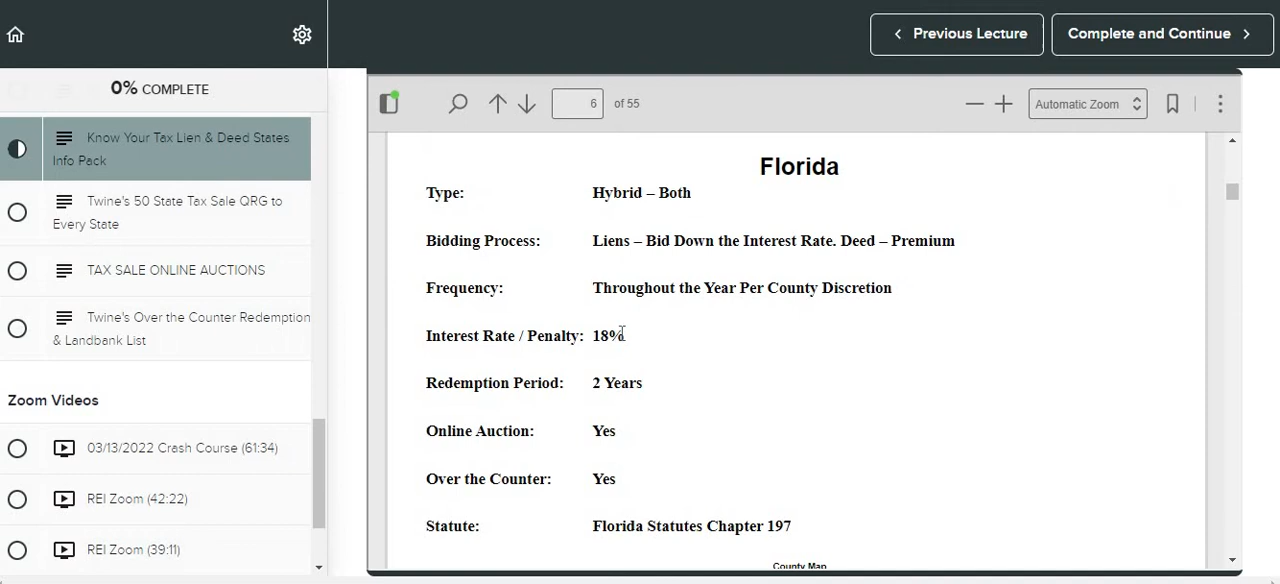 Previous Lecture
Complete and Continue
0% COMPLETE
Know Your Tax Lien & Deed States
Info Pack
Twine's 50 State Tax Sale QRG to
Every State
TAX SALE ONLINE AUCTIONS
Twine's Over the Counter Redemption
& Landbank List
Zoom Videos
03/13/2022 Crash Course (61:34)
REI Zoom (42:22)
REI Zoom (39:11)
6 of 55
Automatic Zoom
Florida
Type: Hybrid – Both
Bidding Process: Liens – Bid Down the Interest Rate. Deed – Premium
Frequency: Throughout the Year Per County Discretion
Interest Rate / Penalty: 18%
Redemption Period: 2 Years
Online Auction: Yes
Over the Counter: Yes
Statute: Florida Statutes Chapter 197
County Map